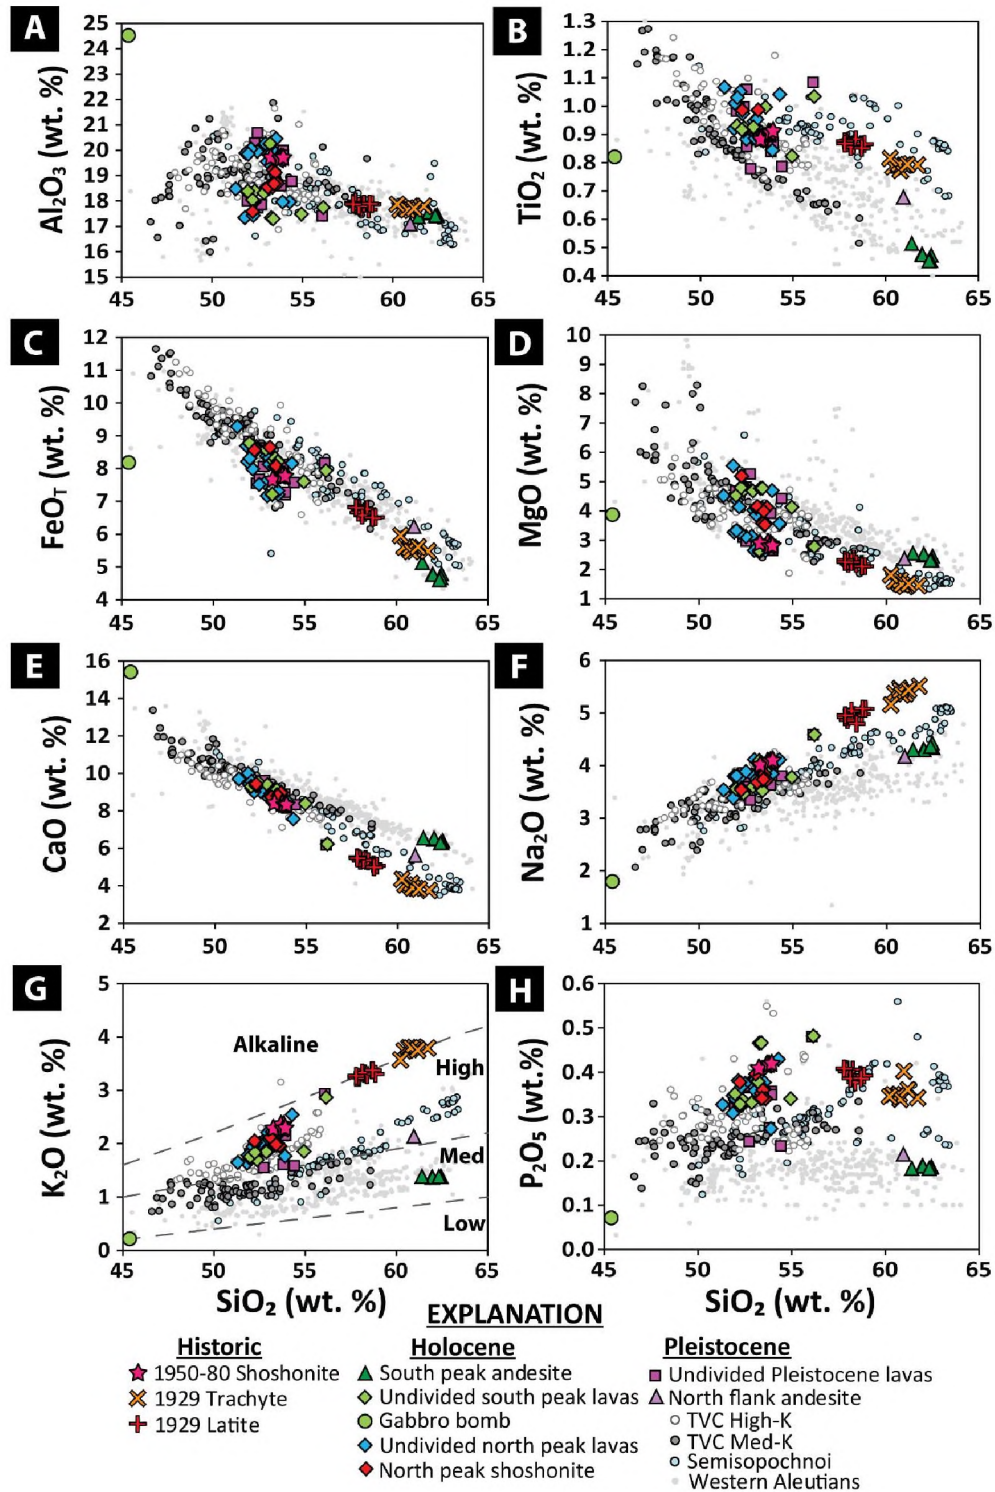 A
Al₂O₃ (wt. %)
25
24
23
22
21
20
19
18
17
16
15
45 50 55 60 65
B
TiO₂ (wt. %)
1.3
1.2
1.1
1.0
0.9
0.8
0.7
0.6
0.5
0.4
45 50 55 60 65
C
FeO_T (wt. %)
12
11
10
9
8
7
6
5
4
45 50 55 60 65
D
MgO (wt. %)
10
9
8
7
6
5
4
3
2
1
45 50 55 60 65
E
CaO (wt. %)
16
14
12
10
8
6
4
2
45 50 55 60 65
F
Na₂O (wt. %)
6
5
4
3
2
1
45 50 55 60 65
G
K₂O (wt. %)
5
4
3
2
1
0
Alkaline
High
Med
Low
45 50 55 60 65
SiO₂ (wt. %)
H
P₂O₅ (wt.%)
0.6
0.5
0.4
0.3
0.2
0.1
0.0
45 50 55 60 65
SiO₂ (wt. %)
EXPLANATION
Historic
1950-80 Shoshonite
1929 Trachyte
1929 Latite
Holocene
South peak andesite
Undivided south peak lavas
Gabbro bomb
Undivided north peak lavas
North peak shoshonite
Pleistocene
Undivided Pleistocene lavas
North flank andesite
TVC High-K
TVC Med-K
Semisopochnoi
Western Aleutians